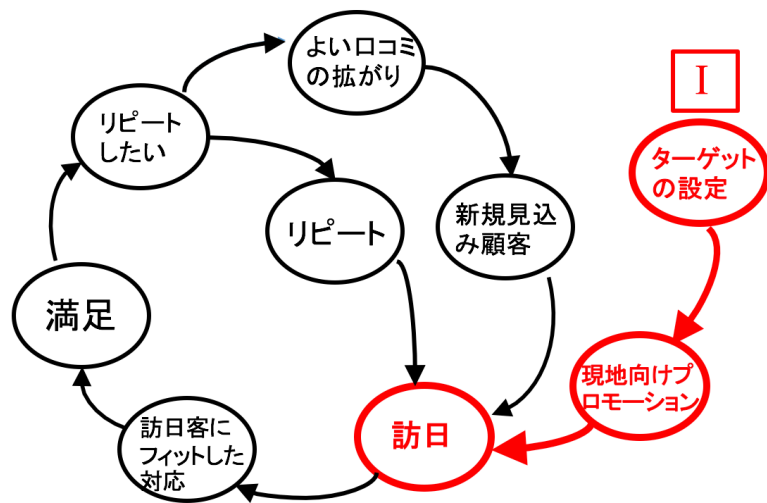 よい口コミ
の拡がり
I
リピート
したい
ターゲット
の設定
リピート
新規見込
み顧客
満足
現地向けプ
ロモーション
訪日
訪日客に
フィットした
対応